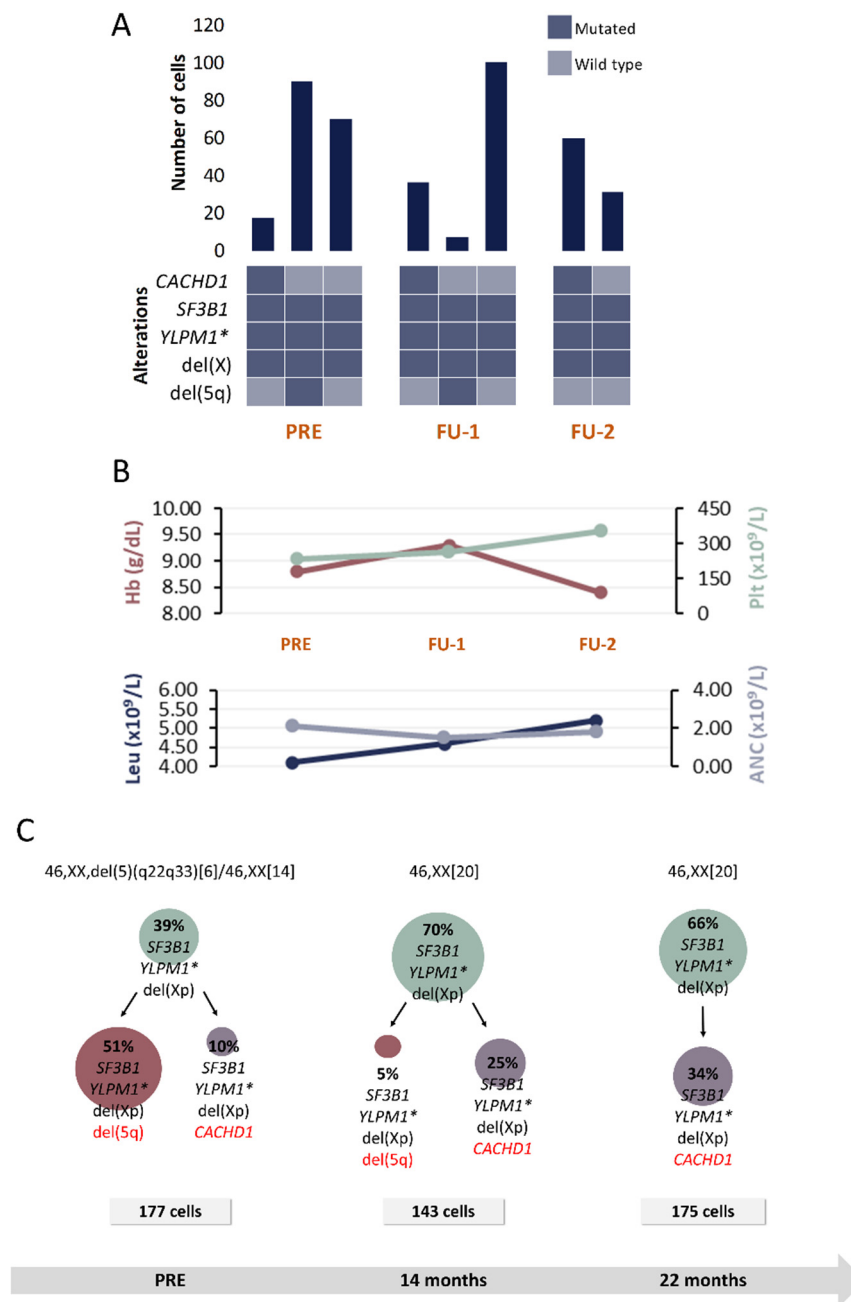 A
120
100
80
60
40
20
0
Number of cells
Mutated
Wild type
Alterations
CACHD1
SF3B1
YLPM1*
del(X)
del(5q)
PRE FU-1 FU-2
B
Hb (g/dL)
10.00
9.50
9.00
8.50
8.00
450
300
150
0
Plt (x10⁹/L)
PRE FU-1 FU-2
Leu (x10⁹/L)
6.00
5.50
5.00
4.50
4.00
4.00
2.00
0.00
ANC (x10⁹/L)
C
46,XX,del(5)(q22q33)[6]/46,XX[14]
39%
SF3B1
YLPM1*
del(Xp)
51%
SF3B1
YLPM1*
del(Xp)
del(5q)
10%
SF3B1
YLPM1*
del(Xp)
CACHD1
177 cells
46,XX[20]
70%
SF3B1
YLPM1*
del(Xp)
5%
SF3B1
YLPM1*
del(Xp)
del(5q)
25%
SF3B1
YLPM1*
del(Xp)
CACHD1
143 cells
46,XX[20]
66%
SF3B1
YLPM1*
del(Xp)
34%
SF3B1
YLPM1*
del(Xp)
CACHD1
175 cells
PRE 14 months 22 months